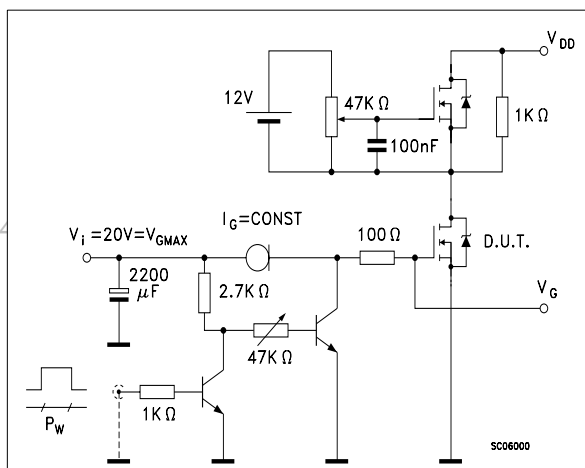 V_DD
12V
47K Ω
1K Ω
100nF
I_G=CONST
V_i =20V=V_GMAX
100Ω
D.U.T.
2200
μF
2.7K Ω
V_G
47K Ω
1K Ω
P_W
SC06000